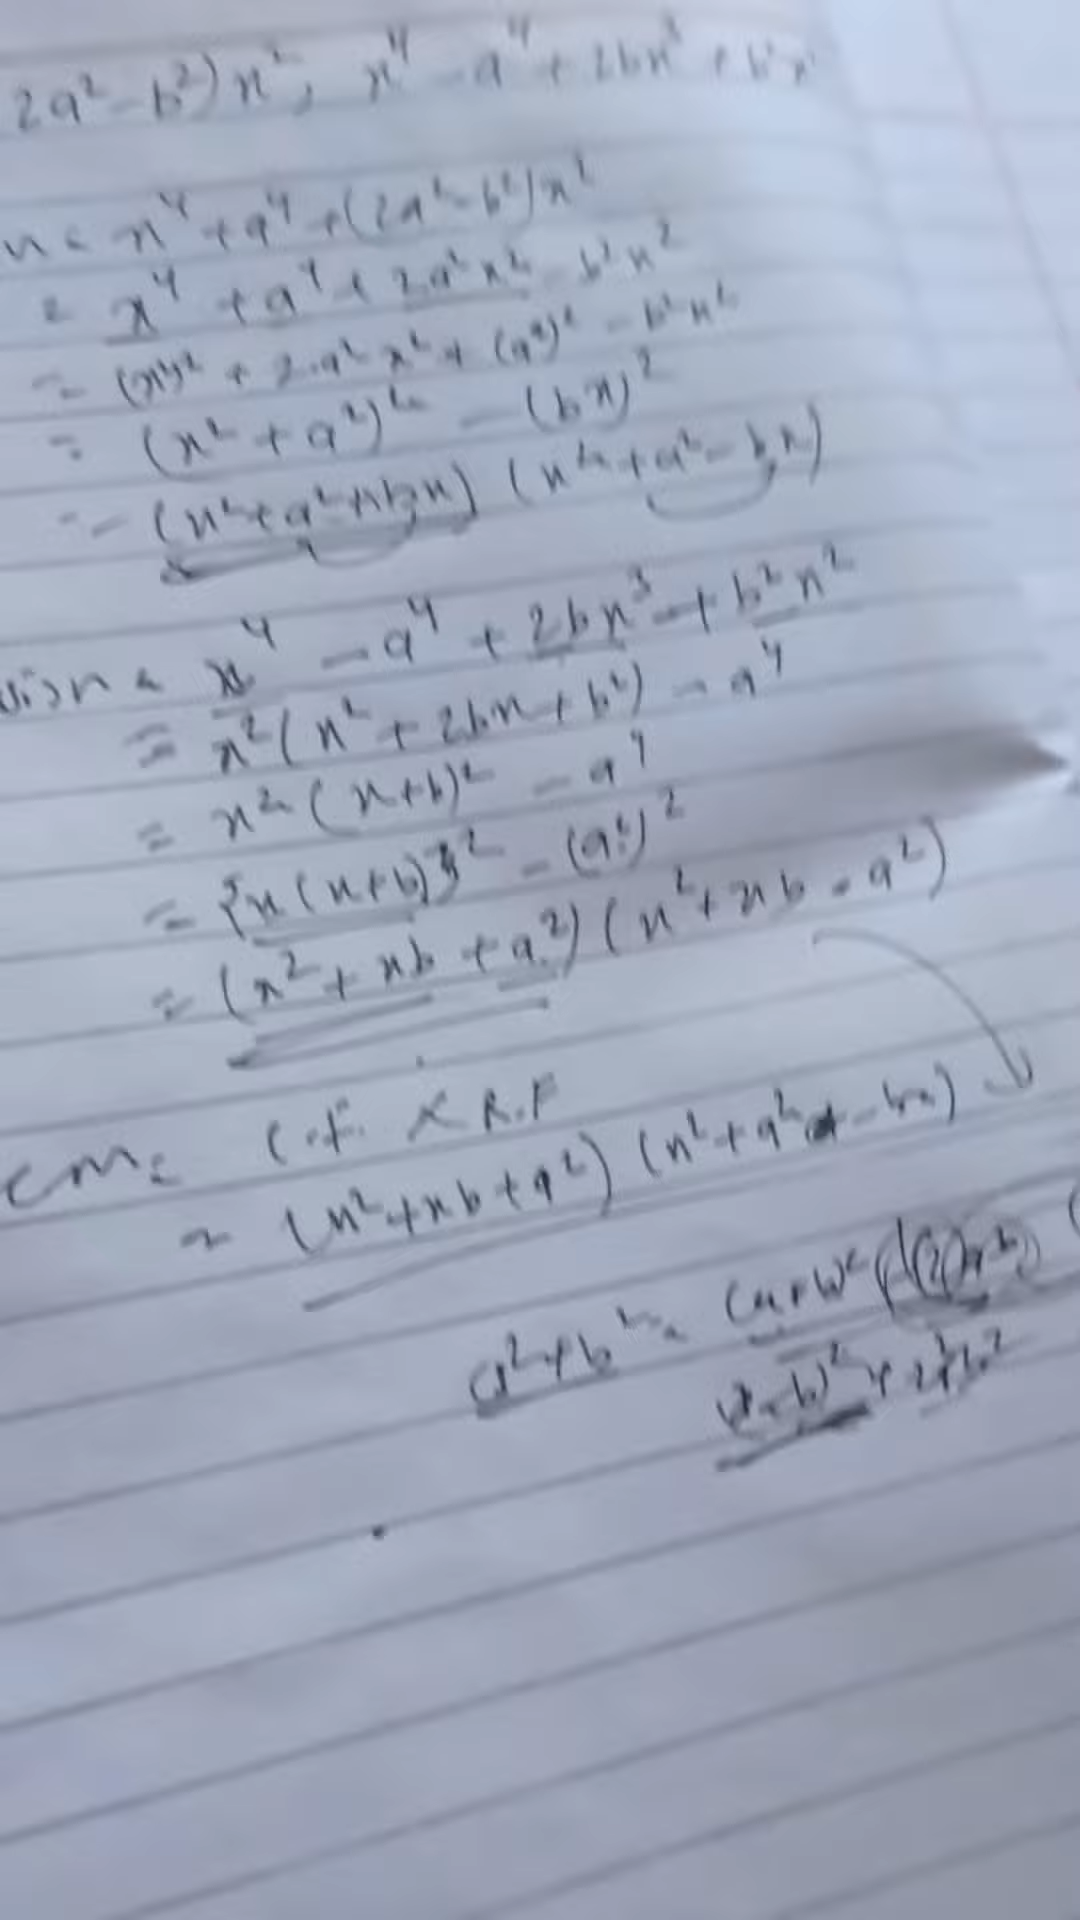 2a² - b²)x², x⁴ - a⁴ + 2bx³ + b²x²
= x⁴ + a⁴ + (2a² - b²)x²
= x⁴ + a⁴ + 2a²x² - b²x²
= (x²)² + 2.a².x² + (a²)² - b²x²
= (x² + a²)² - (bx)²
= (x² + a² + bx) (x² + a² - bx)
= x⁴ - a⁴ + 2bx³ + b²x²
= x² (x² + 2bx + b²) - a⁴
= x² (x + b)² - a⁴
= {x (x + b)}² - (a²)²
= (x² + xb + a²) (x² + xb - a²)
CM = C.F. × R.F
= (x² + xb + a²) (x² + a² - bx)
a² + b² =